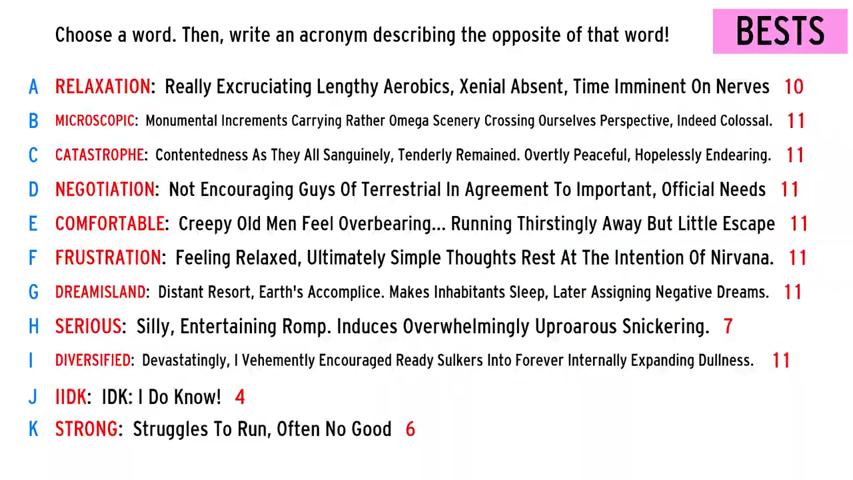 Choose a word. Then, write an acronym describing the opposite of that word! BESTS
A RELAXATION: Really Excruciating Lengthy Aerobics, Xenial Absent, Time Imminent On Nerves 10
B MICROSCOPIC: Monumental Increments Carrying Rather Omega Scenery Crossing Ourselves Perspective, Indeed Colossal. 11
C CATASTROPHE: Contentedness As They All Sanguinely, Tenderly Remained. Overtly Peaceful, Hopelessly Endearing. 11
D NEGOTIATION: Not Encouraging Guys Of Terrestrial In Agreement To Important, Official Needs 11
E COMFORTABLE: Creepy Old Men Feel Overbearing... Running Thirstingly Away But Little Escape 11
F FRUSTRATION: Feeling Relaxed, Ultimately Simple Thoughts Rest At The Intention Of Nirvana. 11
G DREAMISLAND: Distant Resort, Earth's Accomplice. Makes Inhabitants Sleep, Later Assigning Negative Dreams. 11
H SERIOUS: Silly, Entertaining Romp. Induces Overwhelmingly Uproarous Snickering. 7
I DIVERSIFIED: Devastatingly, I Vehemently Encouraged Ready Sulkers Into Forever Internally Expanding Dullness. 11
J IIDK: IDK: I Do Know! 4
K STRONG: Struggles To Run, Often No Good 6